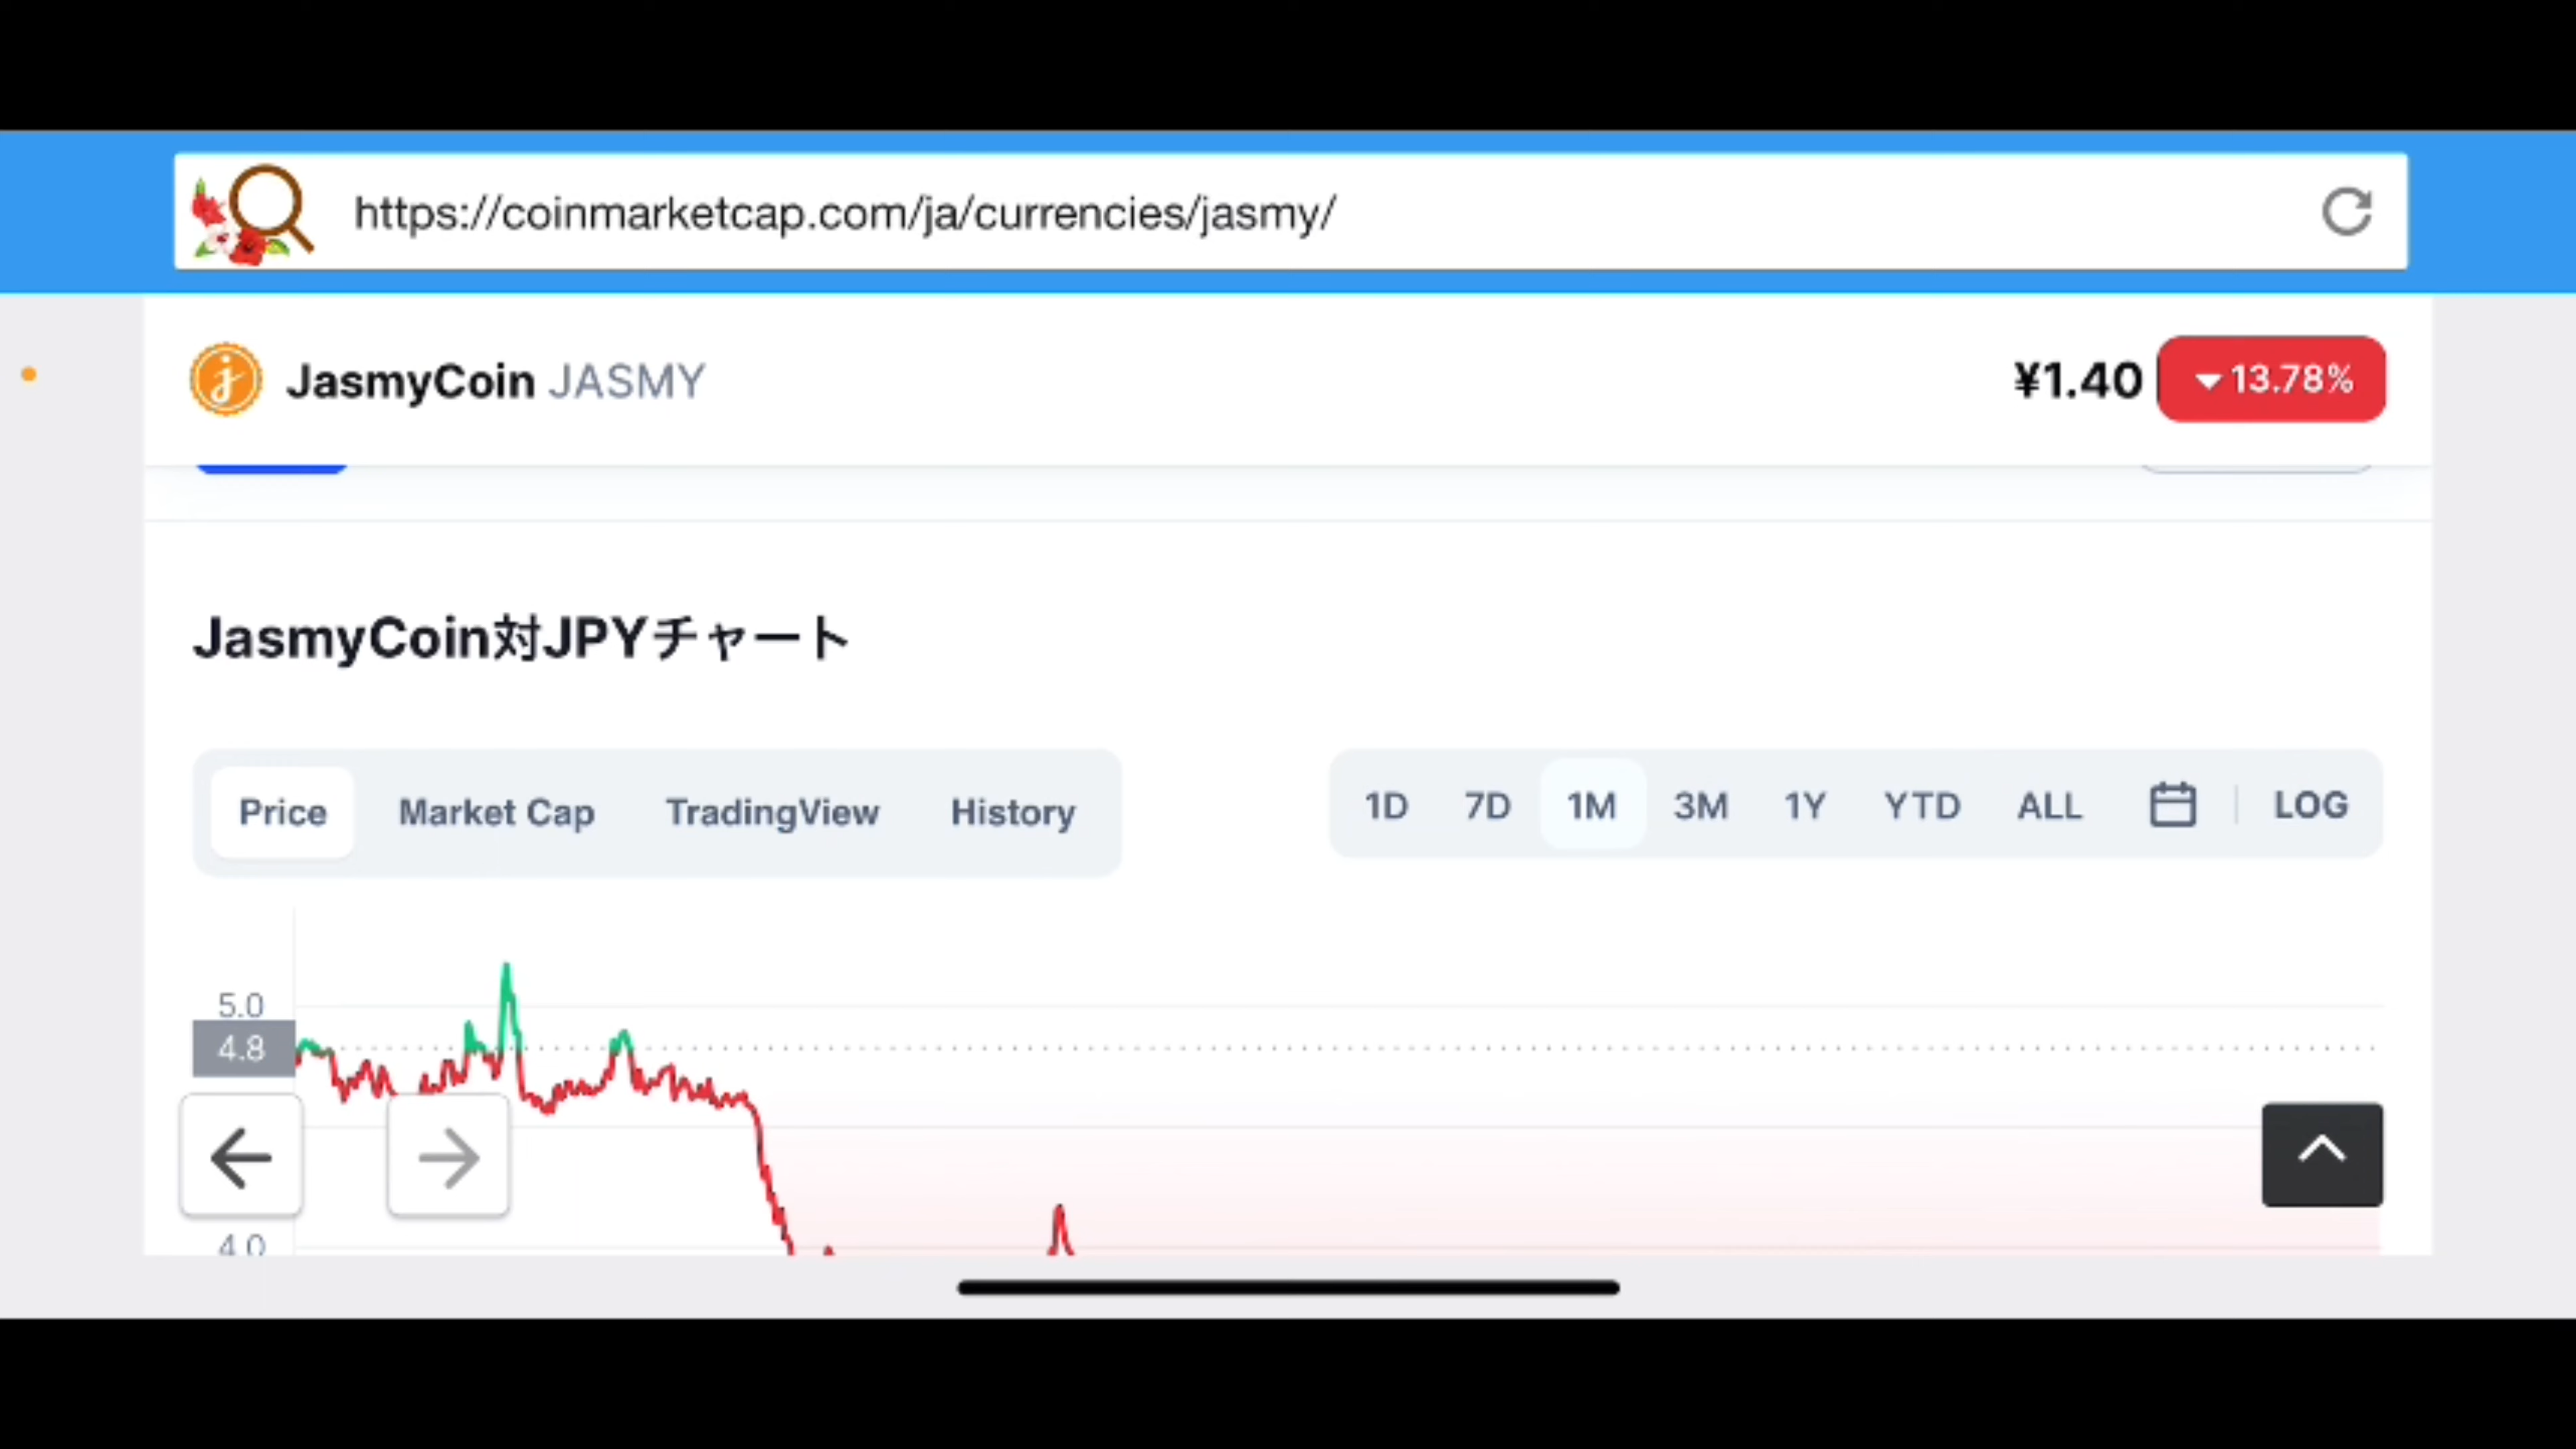 https://coinmarketcap.com/ja/currencies/jasmy/
JasmyCoin JASMY
¥1.40 13.78%
JasmyCoin対JPYチャート
Price Market Cap TradingView History
1D 7D 1M 3M 1Y YTD ALL LOG
5.0
4.8
4.0